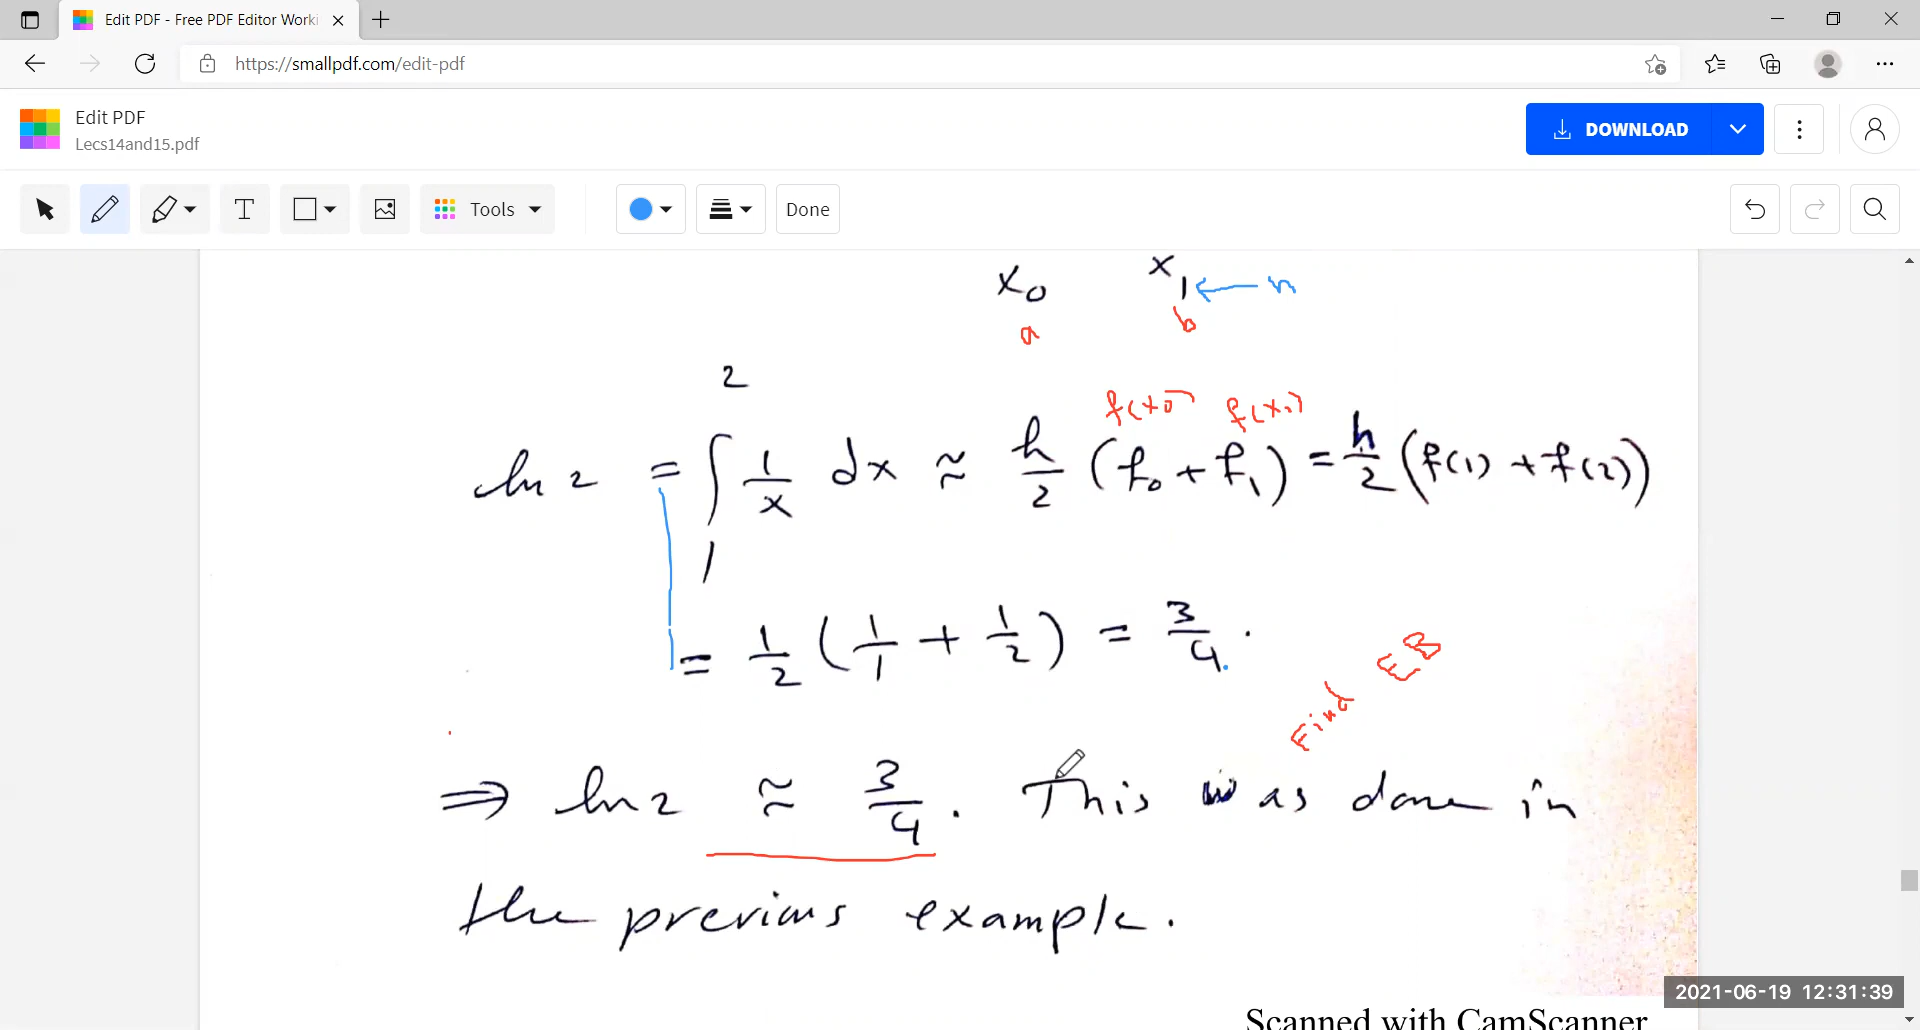 Edit PDF - Free PDF Editor Worki
https://smallpdf.com/edit-pdf
Edit PDF
Lecs14and15.pdf
DOWNLOAD
T
Tools
Done
x₀ x₁ ← n
a b
f(x₀) f(x₁)
ln 2 = ∫₁² 1/x dx ≈ h/2 (f₀ + f₁) = h/2 (f(1) + f(2))
= 1/2 (1/1 + 1/2) = 3/4.
Find EB
⇒ ln 2 ≈ 3/4. This was done in
the previous example.
2021-06-19 12:31:39
Scanned with CamScanner